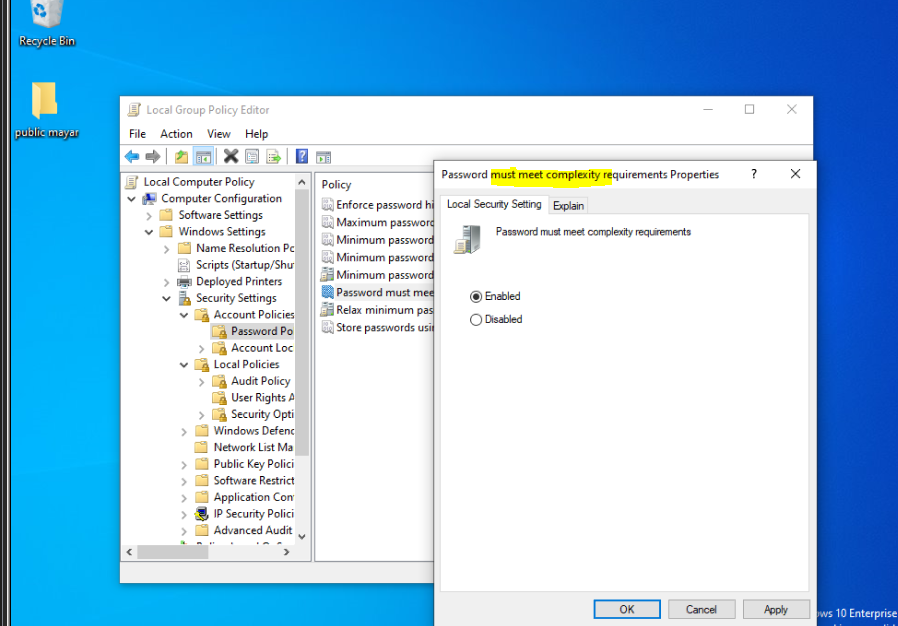 Recycle Bin
public mayar
Local Group Policy Editor
File Action View Help
Local Computer Policy
Computer Configuration
Software Settings
Windows Settings
Name Resolution Pc
Scripts (Startup/Shu
Deployed Printers
Security Settings
Account Policies
Password Po
Account Loc
Local Policies
Audit Policy
User Rights A
Security Opti
Windows Defenc
Network List Ma
Public Key Polici
Software Restrict
Application Con
IP Security Polici
Advanced Audit
Policy
Enforce password hi
Maximum password
Minimum password
Minimum password
Minimum password
Password must mee
Relax minimum pas
Store passwords usi
Password must meet complexity requirements Properties
?
Local Security Setting Explain
Password must meet complexity requirements
Enabled
Disabled
OK Cancel Apply
ows 10 Enterprise